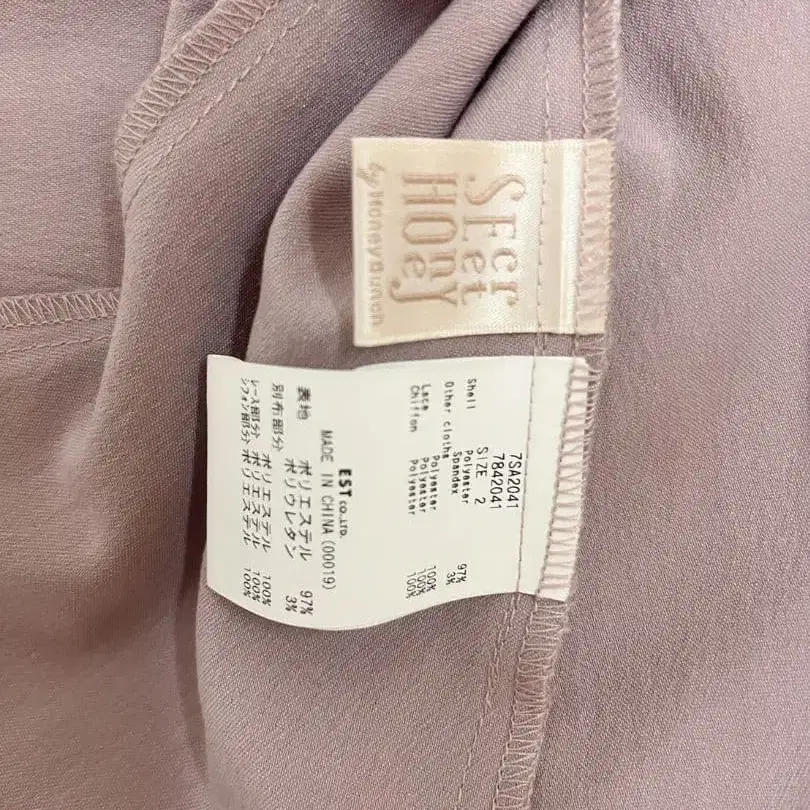 SEcret
HOney
by HoneyBunch.
7SA2041
7842041
SIZE 2
Shell Polyester 97%
Spandex 3%
Other cloths Polyester 100%
Lace Polyester 100%
Chiffon Polyester 100%
EST CO.,LTD.
MADE IN CHINA (00019)
表地 ポリエステル 97%
ポリウレタン 3%
別布部分 ポリエステル 100%
レース部分 ポリエステル 100%
シフォン部分 ポリエステル 100%